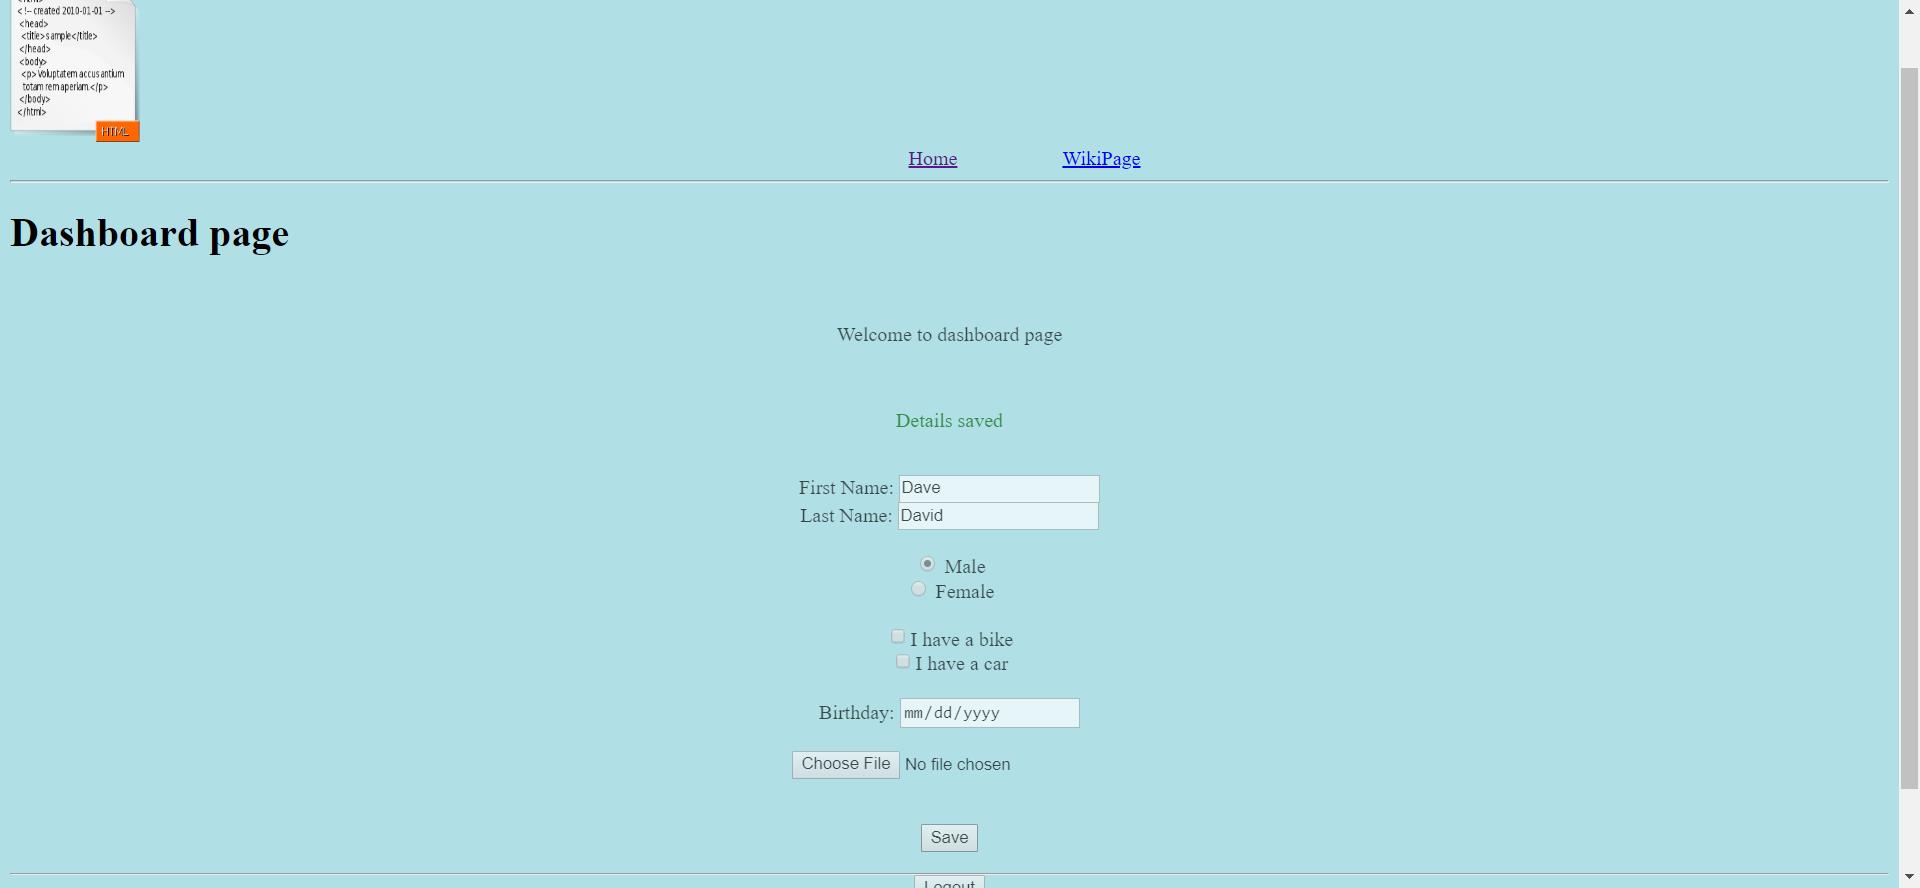 <!-- created 2010-01-01 -->
<head>
<title>sample</title>
</head>
<body>
<p>Voluptatem accusantium
totam rem aperiam.</p>
</body>
</html>
HTML
Home WikiPage
Dashboard page
Welcome to dashboard page
Details saved
First Name: Dave
Last Name: David
Male
Female
I have a bike
I have a car
Birthday: mm/dd/yyyy
Choose File No file chosen
Save
Logout